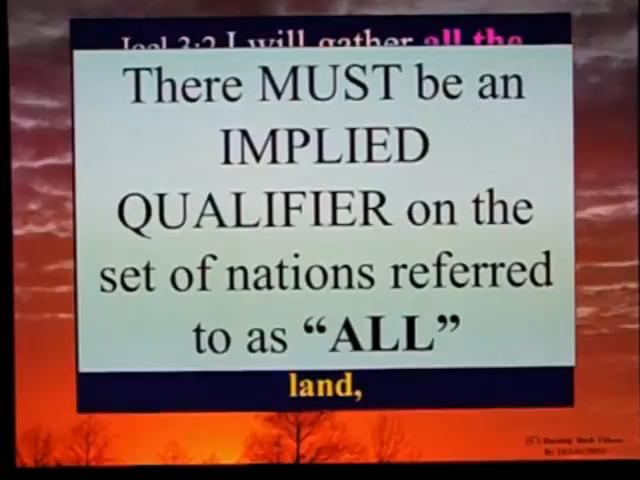 Joel 3:2 I will gather all the
There MUST be an
IMPLIED
QUALIFIER on the
set of nations referred
to as “ALL”
land,
(C)